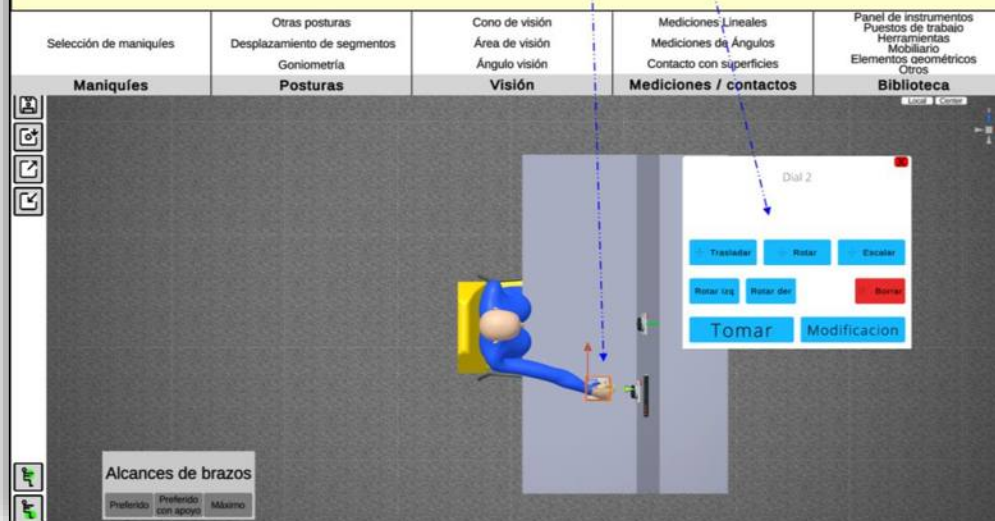 Selección de maniquíes
Maniquíes
Otras posturas
Desplazamiento de segmentos
Goniometría
Posturas
Cono de visión
Área de visión
Ángulo visión
Visión
Mediciones Lineales
Mediciones de Ángulos
Contacto con superficies
Mediciones / contactos
Panel de instrumentos
Puestos de trabajo
Herramientas
Mobiliario
Elementos geométricos
Otros
Biblioteca
Local Center
Dial 2
Trasladar Rotar Escalar
Rotar izq Rotar der Borrar
Tomar Modificacion
Alcances de brazos
Preferido Preferido con apoyo Máximo